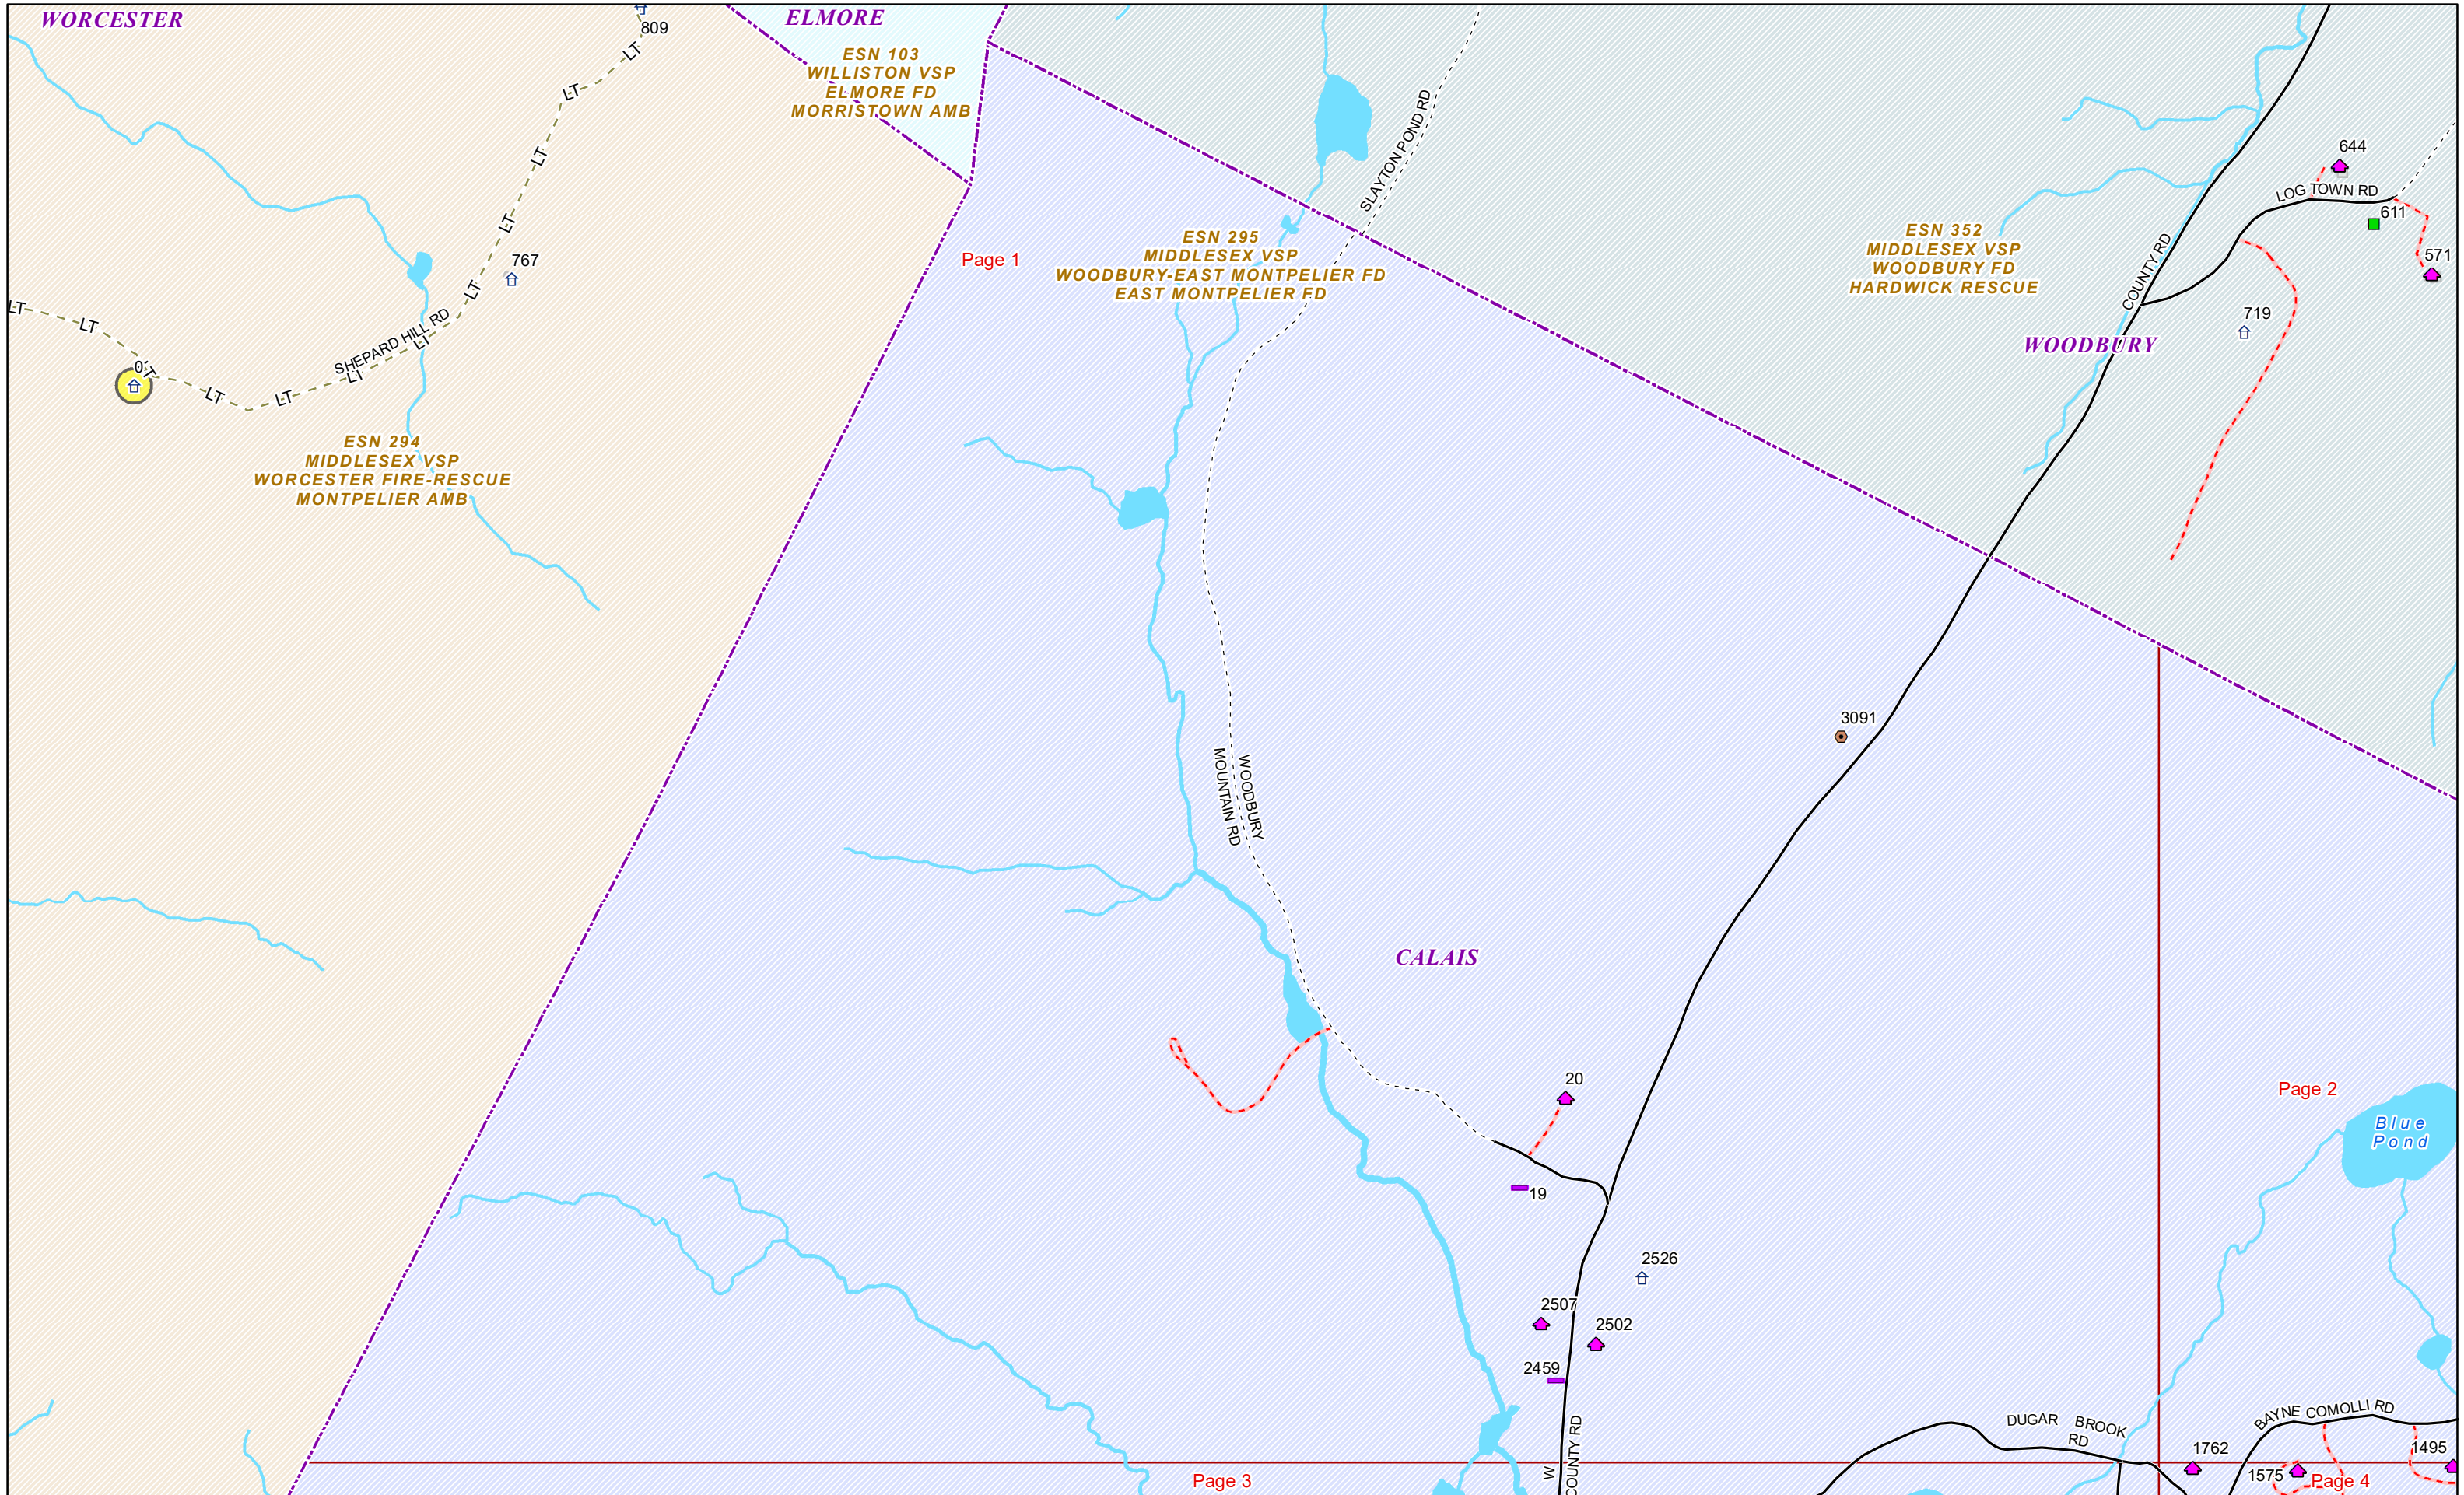 WORCESTER
809
ELMORE
ESN 103
WILLISTON VSP
ELMORE FD
MORRISTOWN AMB
LT
LT
LT
LT
LT
LT
LT
LT
LT
LT
767
SHEPARD HILL RD
ESN 294
MIDDLESEX VSP
WORCESTER FIRE-RESCUE
MONTPELIER AMB
Page 1
SLAYTON POND RD
ESN 295
MIDDLESEX VSP
WOODBURY-EAST MONTPELIER FD
EAST MONTPELIER FD
ESN 352
MIDDLESEX VSP
WOODBURY FD
HARDWICK RESCUE
644
LOG TOWN RD
611
571
COUNTY RD
719
WOODBURY
3091
WOODBURY
MOUNTAIN RD
CALAIS
20
19
Page 2
Blue
Pond
2526
2507
2502
2459
W
COUNTY RD
DUGAR BROOK
RD
BAYNE COMOLLI RD
1762
1575
1495
Page 3
Page 4